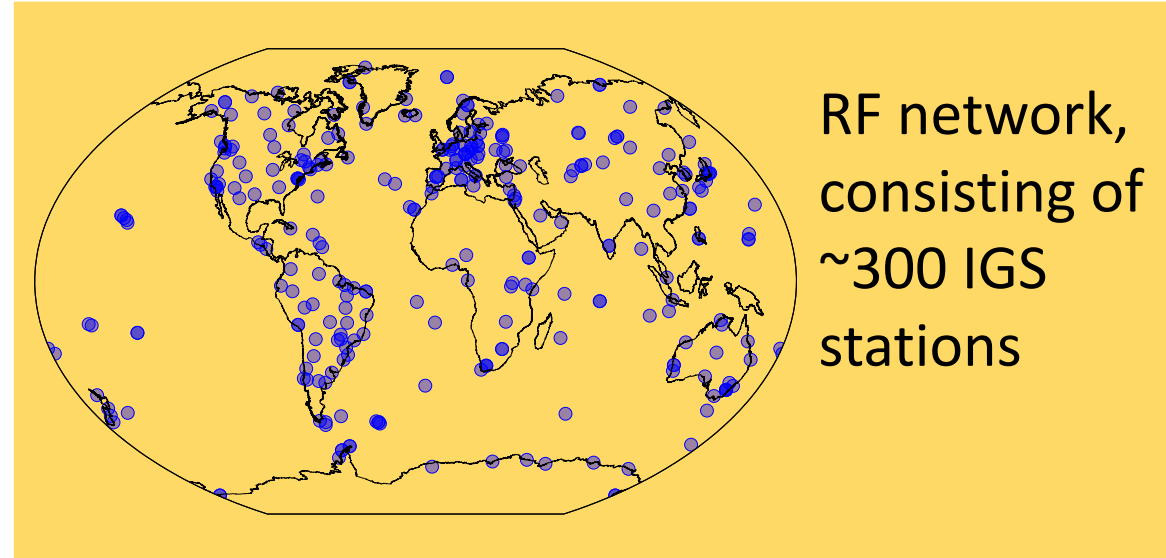 RF network,
consisting of
~300 IGS
stations